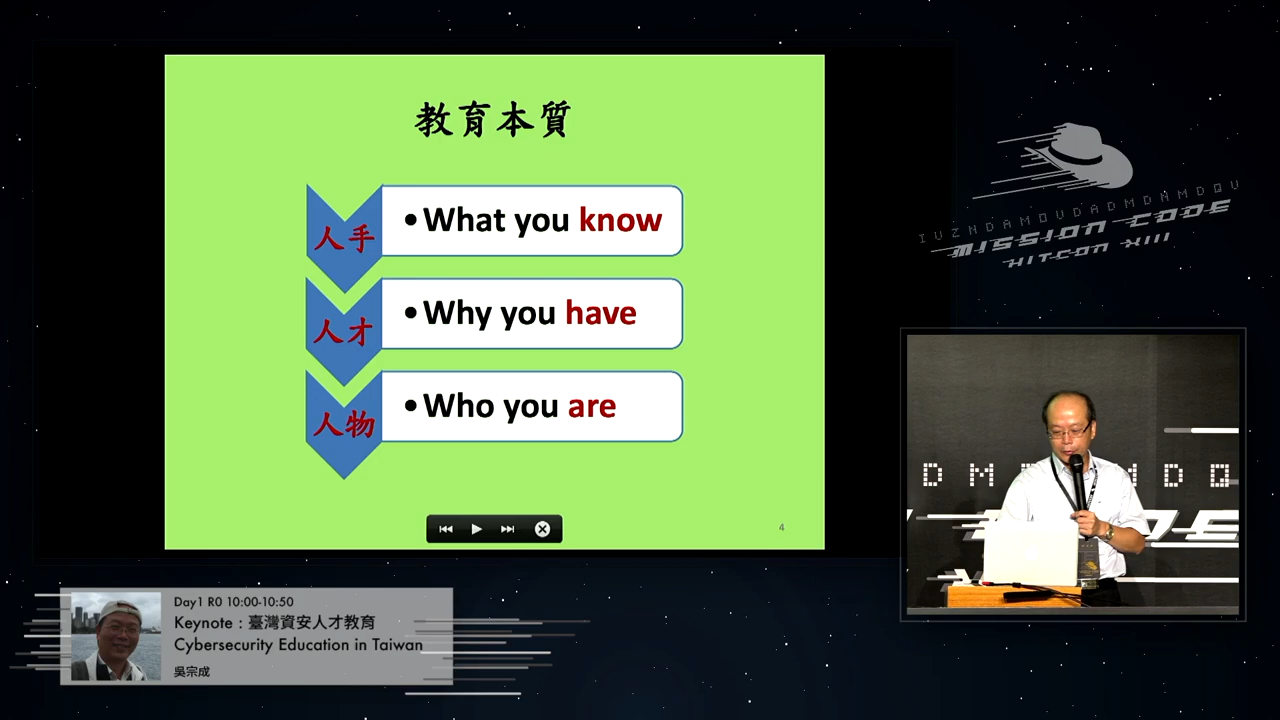 教育本質
人手
•What you know
人才
•Why you have
人物
•Who you are
4
IVZNDAMOVDADMDNMDQV
MISSION CODE
HITCON XIII
Day1 R0 10:00-10:50
Keynote：臺灣資安人才教育
Cybersecurity Education in Taiwan
吳宗成